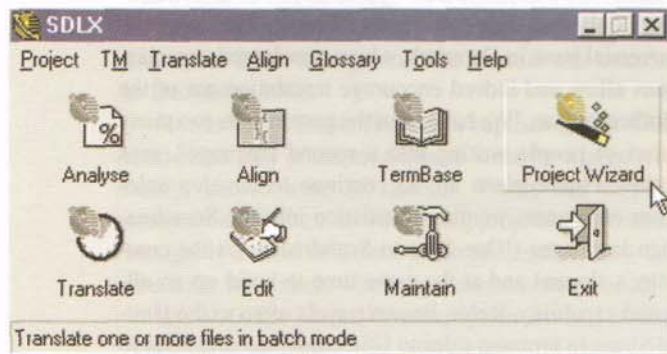 SDLX
Project TM Translate Align Glossary Tools Help
Analyse Align TermBase Project Wizard
Translate Edit Maintain Exit
Translate one or more files in batch mode